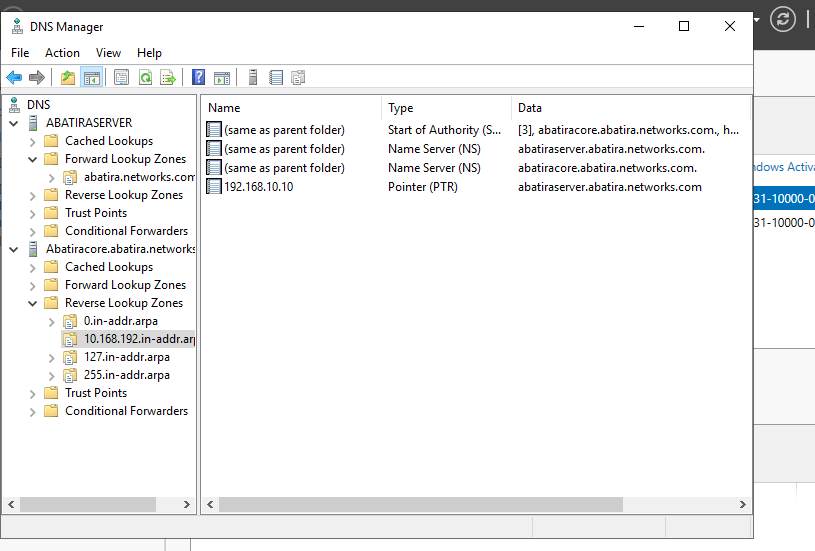 DNS Manager
File Action View Help
DNS
ABATIRASERVER
Cached Lookups
Forward Lookup Zones
abatira.networks.com
Reverse Lookup Zones
Trust Points
Conditional Forwarders
Abatiracore.abatira.networks
Cached Lookups
Forward Lookup Zones
Reverse Lookup Zones
0.in-addr.arpa
10.168.192.in-addr.arp
127.in-addr.arpa
255.in-addr.arpa
Trust Points
Conditional Forwarders
Name Type Data
(same as parent folder) Start of Authority (S... [3], abatiracore.abatira.networks.com., h...
(same as parent folder) Name Server (NS) abatiraserver.abatira.networks.com.
(same as parent folder) Name Server (NS) abatiracore.abatira.networks.com.
192.168.10.10 Pointer (PTR) abatiraserver.abatira.networks.com
ndows Activa
31-10000-0
31-10000-0